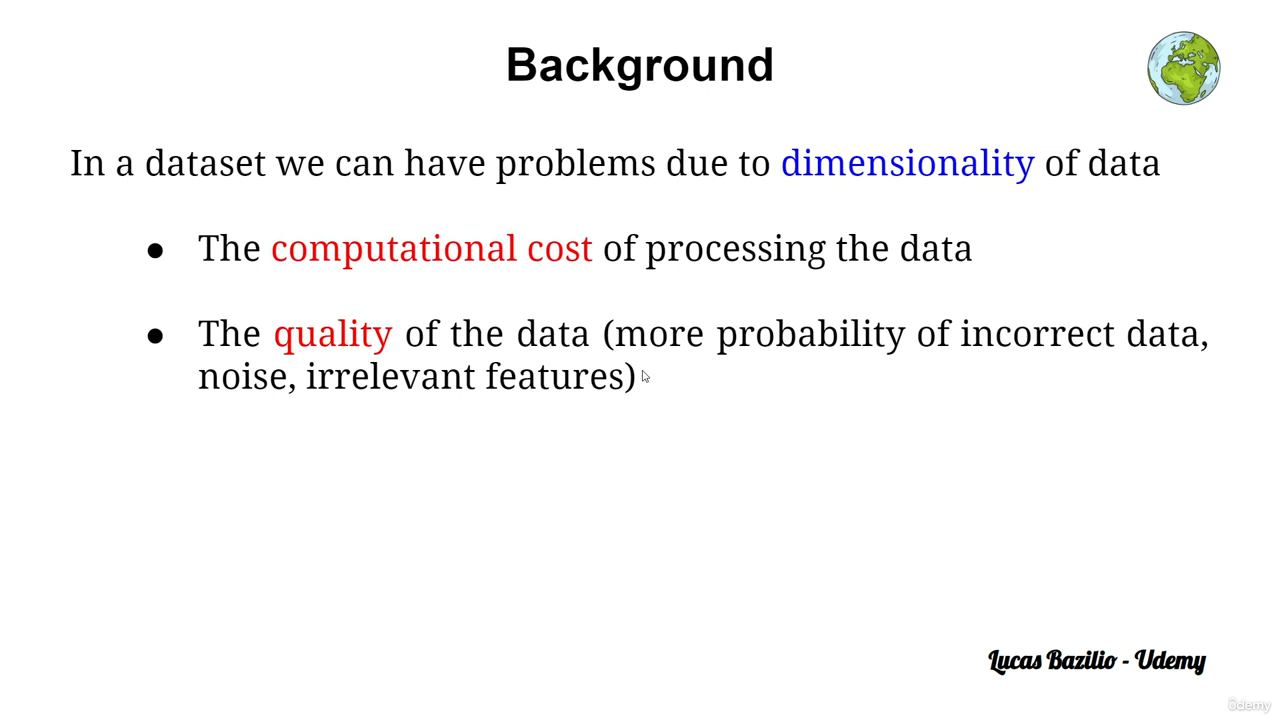 Background
In a dataset we can have problems due to dimensionality of data
● The computational cost of processing the data
● The quality of the data (more probability of incorrect data,
noise, irrelevant features)
Lucas Bazilio - Udemy
ûdemy